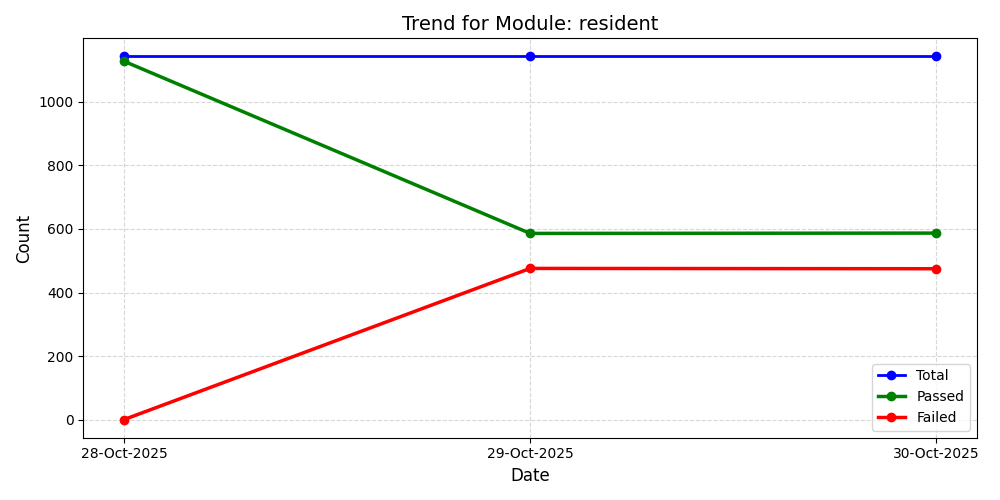 Trend for Module: resident
Count
1000
800
600
400
200
0
28-Oct-2025
29-Oct-2025
30-Oct-2025
Date
Total
Passed
Failed